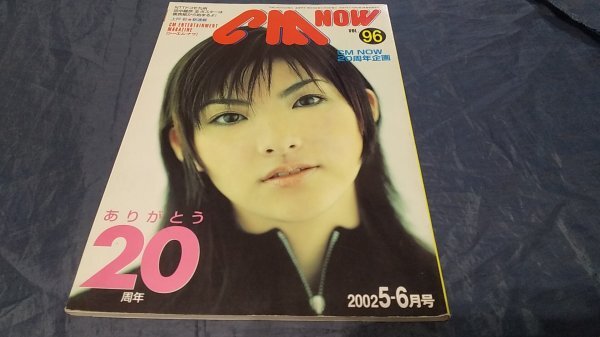 CM NOW
VOL 96
CM ENTERTAINMENT
MAGAZINE
CM NOW
20周年企画
ありがとう
20
周年
2002 5-6月号